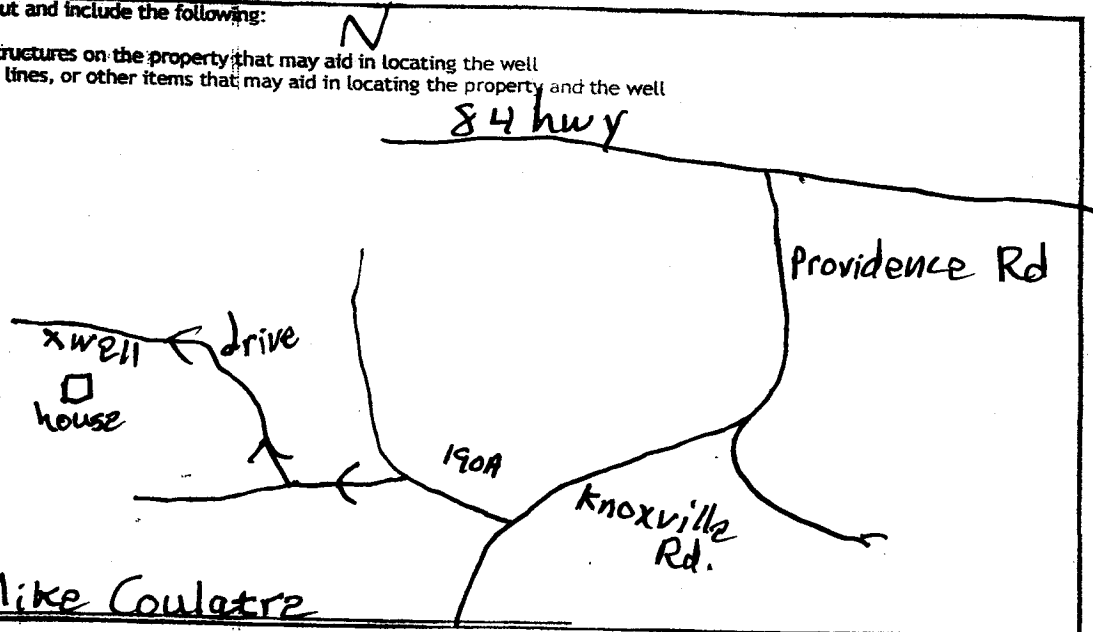 ut and include the following:
N
ructures on the property that may aid in locating the well
lines, or other items that may aid in locating the property and the well
84 hwy
Providence Rd
drive
x well
house
190A
Knoxville
Rd.
Mike Coulatre